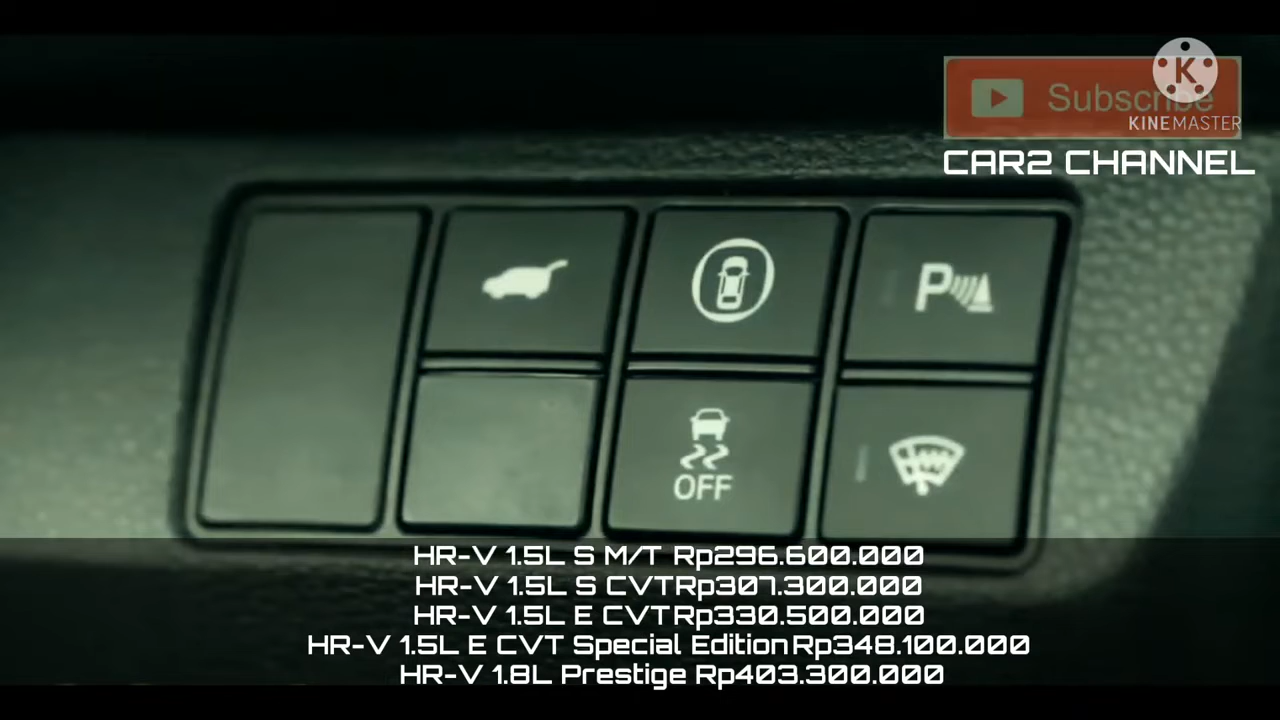 Subscribe
K
KINEMASTER
CAR2 CHANNEL
P
OFF
HR-V 1.5L S M/T Rp296.600.000
HR-V 1.5L S CVTRp307.300.000
HR-V 1.5L E CVTRp330.500.000
HR-V 1.5L E CVT Special EditionRp348.100.000
HR-V 1.8L Prestige Rp403.300.000